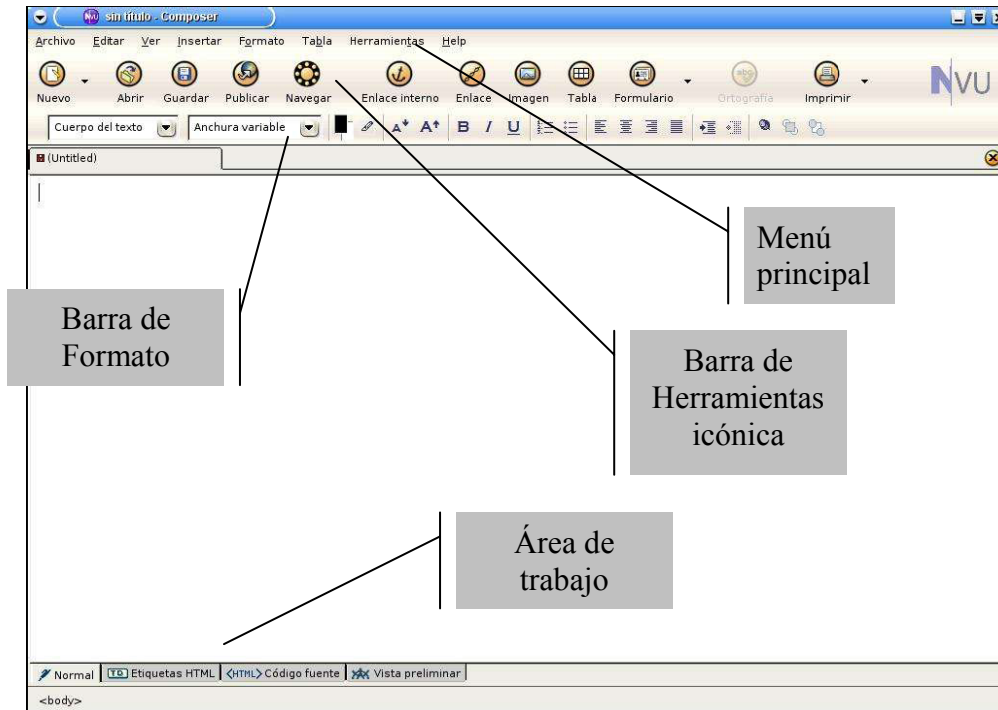 sin título - Composer
Archivo Editar Ver Insertar Formato Tabla Herramientas Help
Nuevo Abrir Guardar Publicar Navegar Enlace interno Enlace Imagen Tabla Formulario Ortografía Imprimir
NVU
Cuerpo del texto Anchura variable B I U
(Untitled)
Menú
principal
Barra de
Formato
Barra de
Herramientas
icónica
Área de
trabajo
Normal Etiquetas HTML <HTML> Código fuente Vista preliminar
<body>